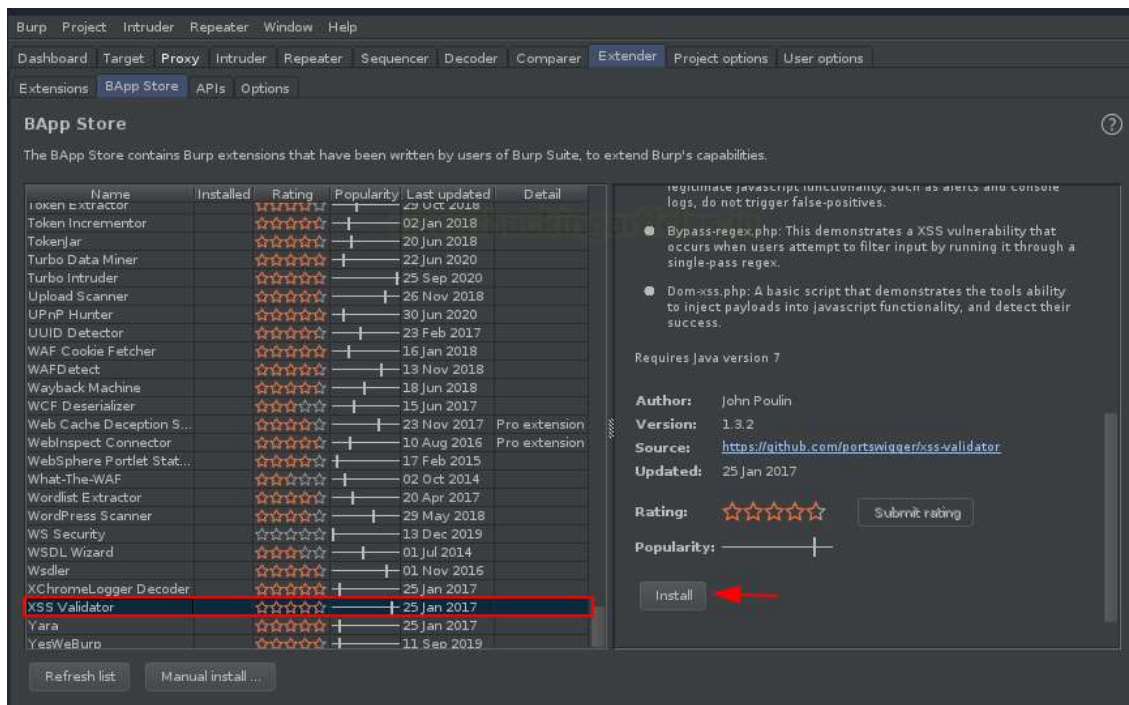 Burp Project Intruder Repeater Window Help
Dashboard Target Proxy Intruder Repeater Sequencer Decoder Comparer Extender Project options User options
Extensions BApp Store APIs Options
BApp Store
The BApp Store contains Burp extensions that have been written by users of Burp Suite, to extend Burp's capabilities.
Name Installed Rating Popularity Last updated Detail
Token Extractor 29 Oct 2018
Token Incrementor 02 Jan 2018
TokenJar 20 Jun 2018
Turbo Data Miner 22 Jun 2020
Turbo Intruder 25 Sep 2020
Upload Scanner 26 Nov 2018
UPnP Hunter 30 Jun 2020
UUID Detector 23 Feb 2017
WAF Cookie Fetcher 16 Jan 2018
WAFDetect 13 Nov 2018
Wayback Machine 18 Jun 2018
WCF Deserializer 15 Jun 2017
Web Cache Deception S... 23 Nov 2017 Pro extension
WebInspect Connector 10 Aug 2016 Pro extension
WebSphere Portlet Stat... 17 Feb 2015
What-The-WAF 02 Oct 2014
Wordlist Extractor 20 Apr 2017
WordPress Scanner 29 May 2018
WS Security 13 Dec 2019
WSDL Wizard 01 Jul 2014
Wsdler 01 Nov 2016
XChromeLogger Decoder 25 Jan 2017
XSS Validator 25 Jan 2017
Yara 25 Jan 2017
YesWeBurp 11 Sep 2019
Refresh list Manual install ...
legitimate javascript functionality, such as alerts and console
logs, do not trigger false-positives.
Bypass-regex.php: This demonstrates a XSS vulnerability that
occurs when users attempt to filter input by running it through a
single-pass regex.
Dom-xss.php: A basic script that demonstrates the tools ability
to inject payloads into javascript functionality, and detect their
success.
Requires Java version 7
Author: John Poulin
Version: 1.3.2
Source: https://github.com/portswigger/xss-validator
Updated: 25 Jan 2017
Rating: Submit rating
Popularity:
Install